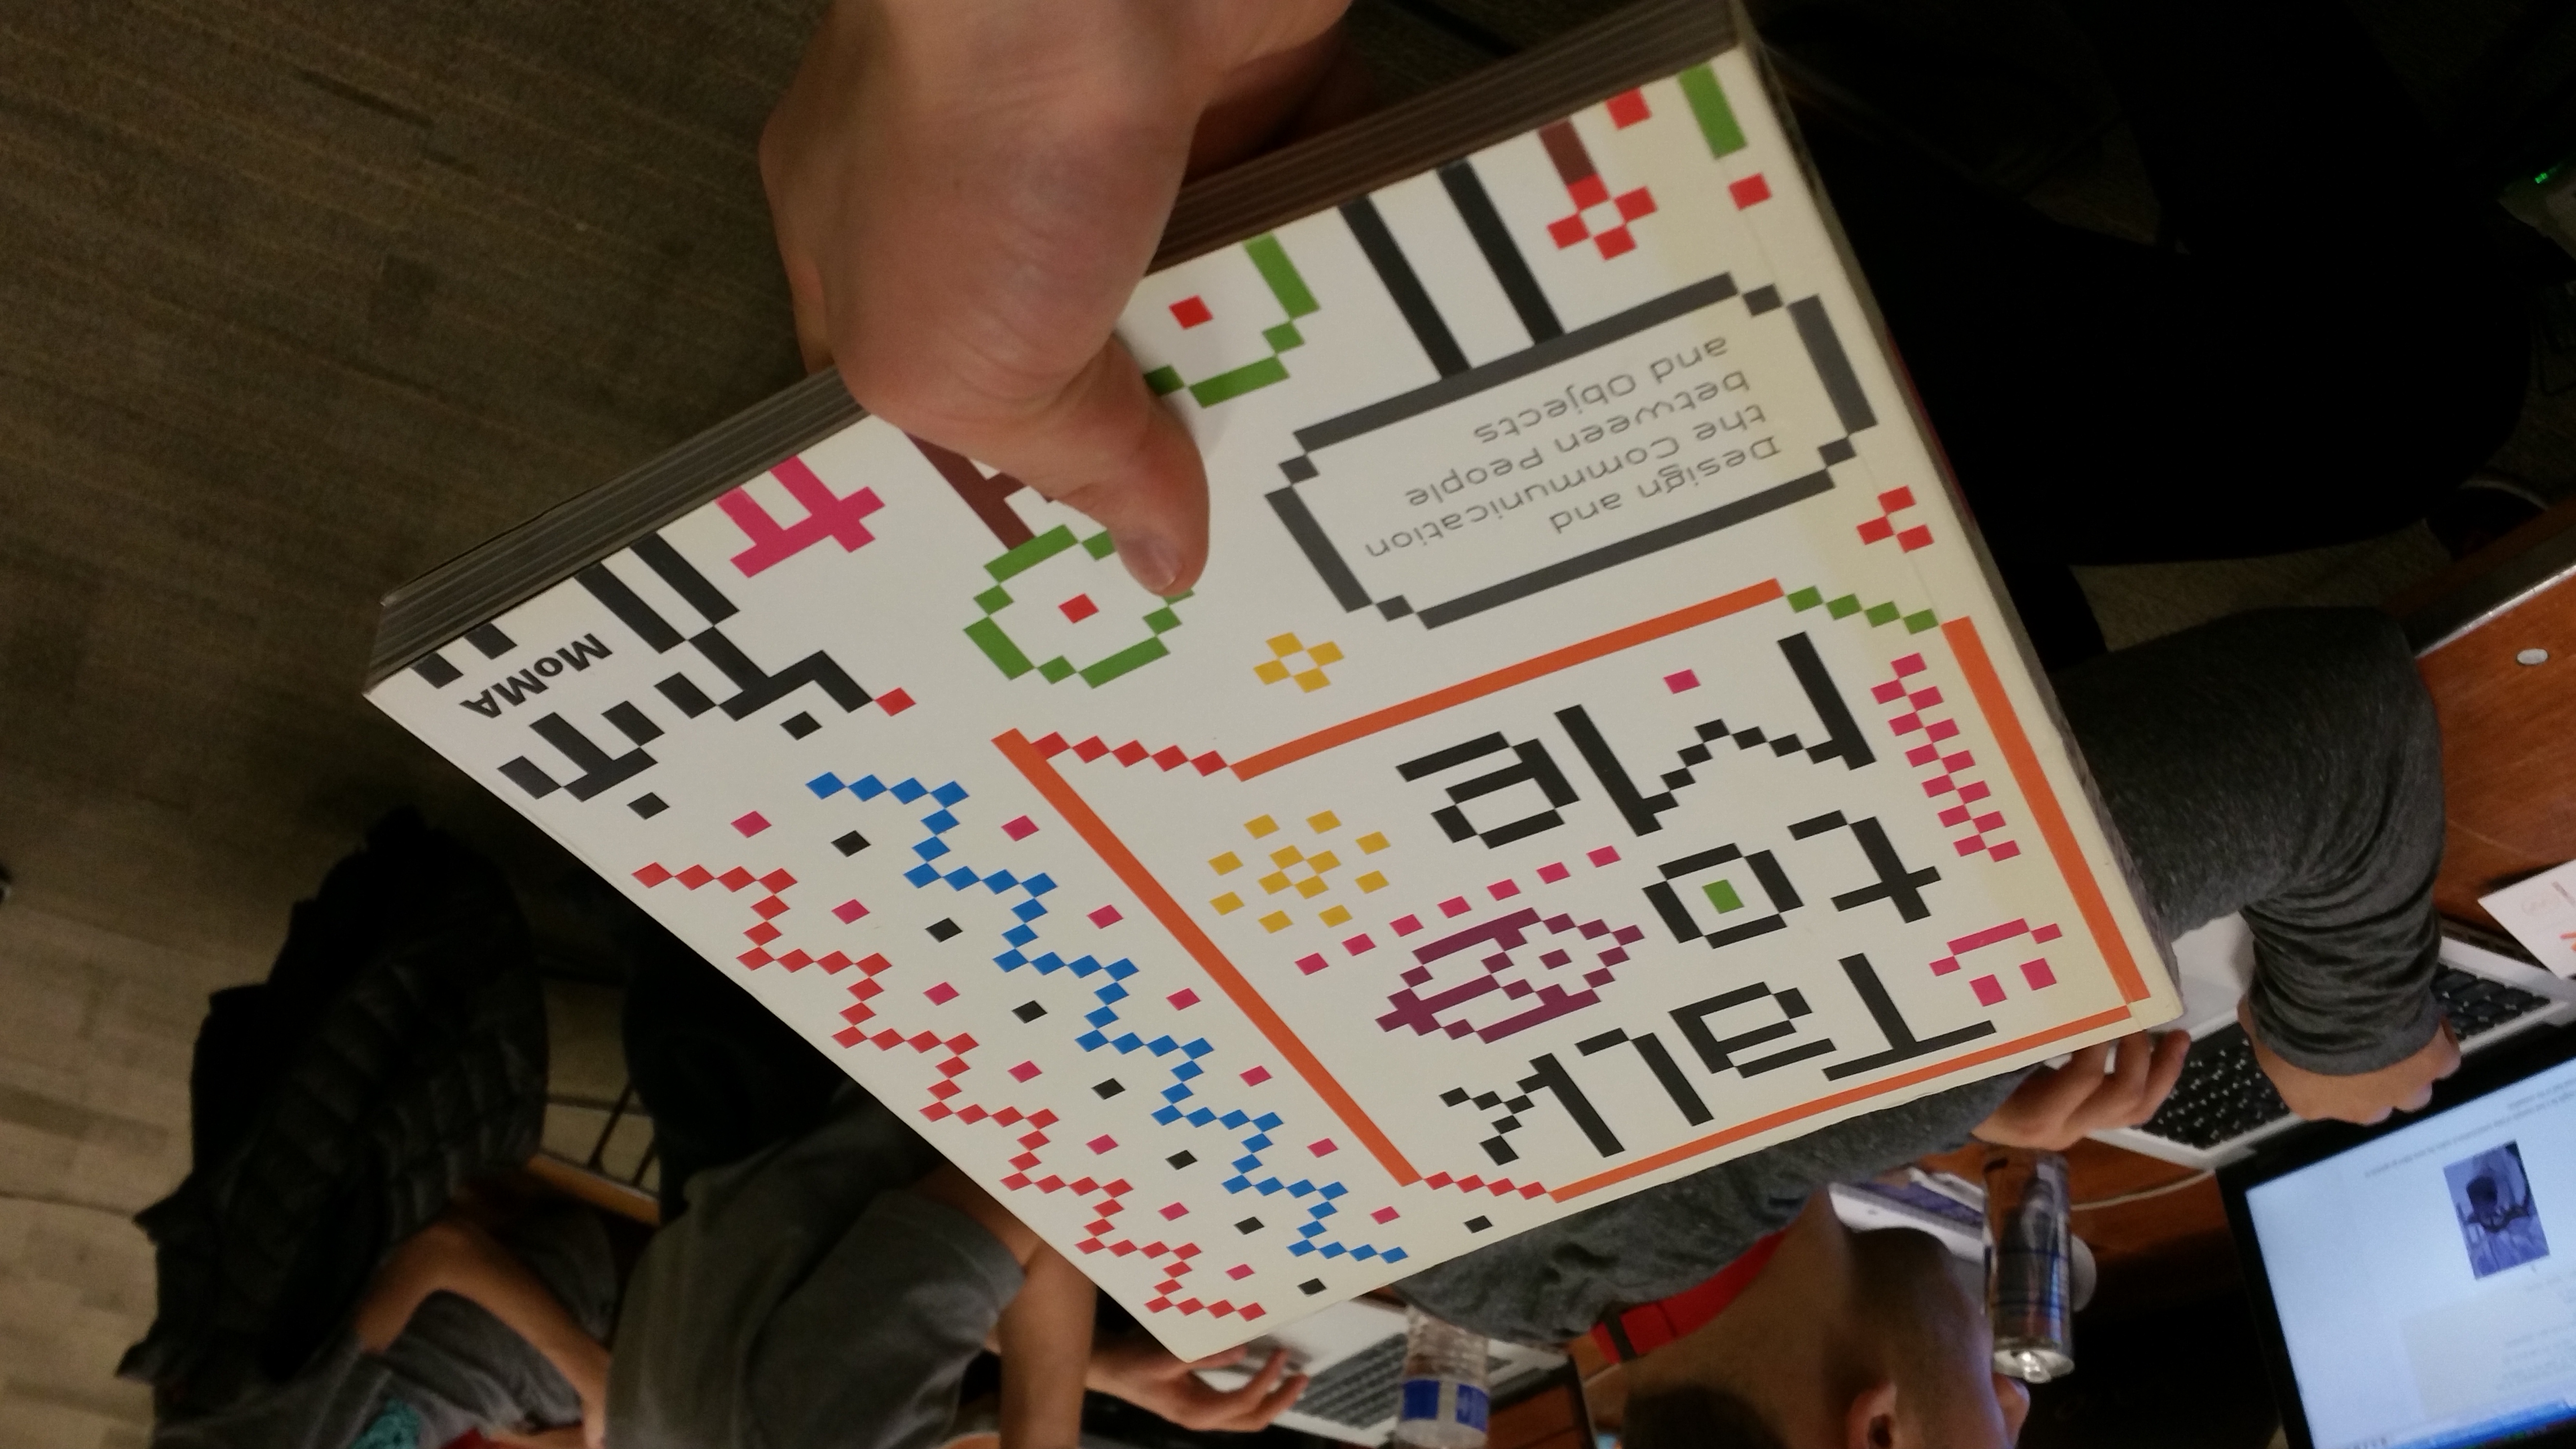 Talk
to
Me
Design and
the Communication
between People
and Objects
MoMA